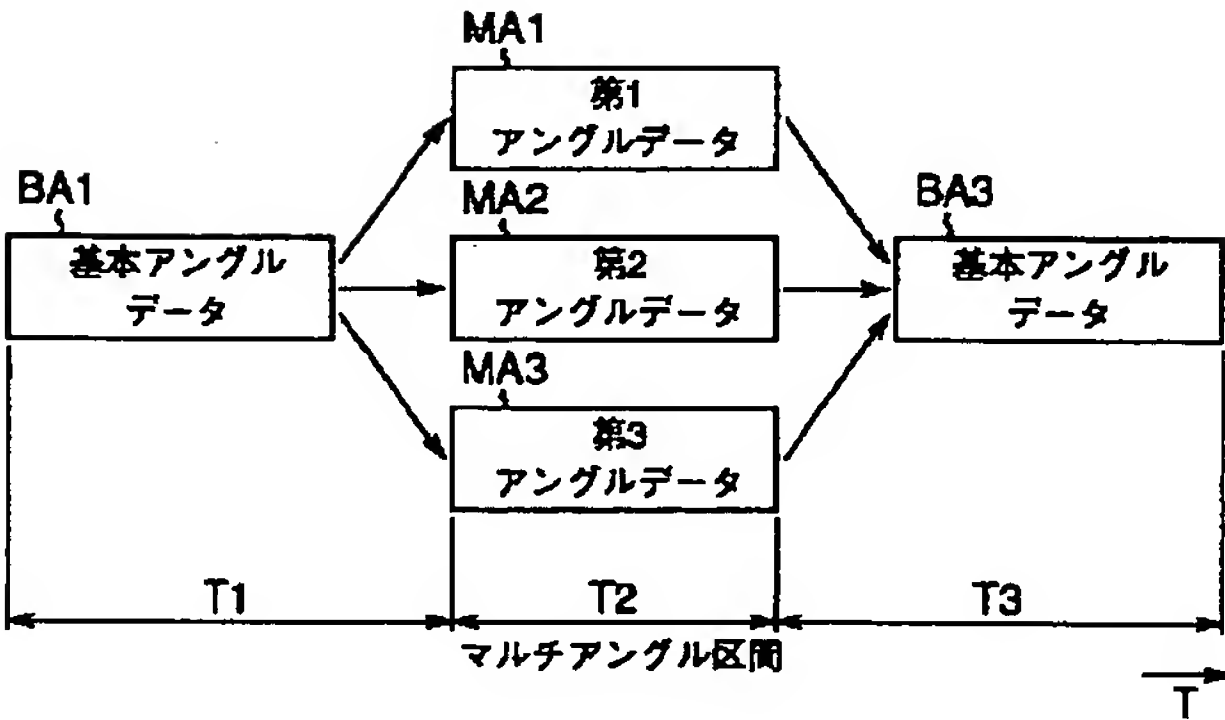 MA1
第1
アングルデータ
BA1
基本アングル
データ
MA2
第2
アングルデータ
BA3
基本アングル
データ
MA3
第3
アングルデータ
T1
T2
T3
マルチアングル区間
T